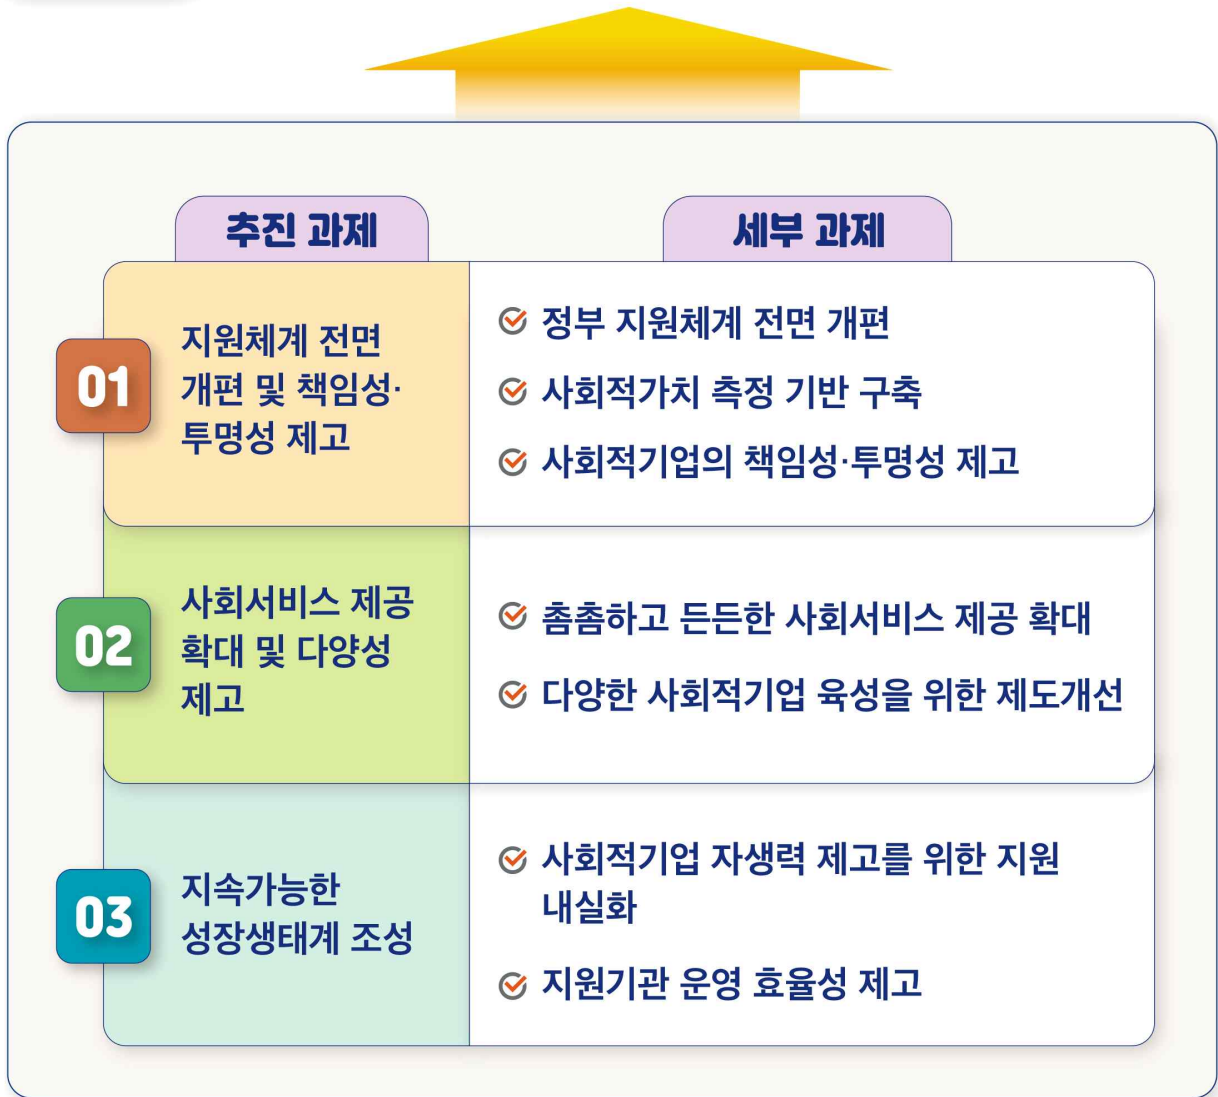 추진 과제
세부 과제
01
지원체계 전면
개편 및 책임성·
투명성 제고
정부 지원체계 전면 개편
사회적가치 측정 기반 구축
사회적기업의 책임성·투명성 제고
02
사회서비스 제공
확대 및 다양성
제고
촘촘하고 든든한 사회서비스 제공 확대
다양한 사회적기업 육성을 위한 제도개선
03
지속가능한
성장생태계 조성
사회적기업 자생력 제고를 위한 지원
내실화
지원기관 운영 효율성 제고